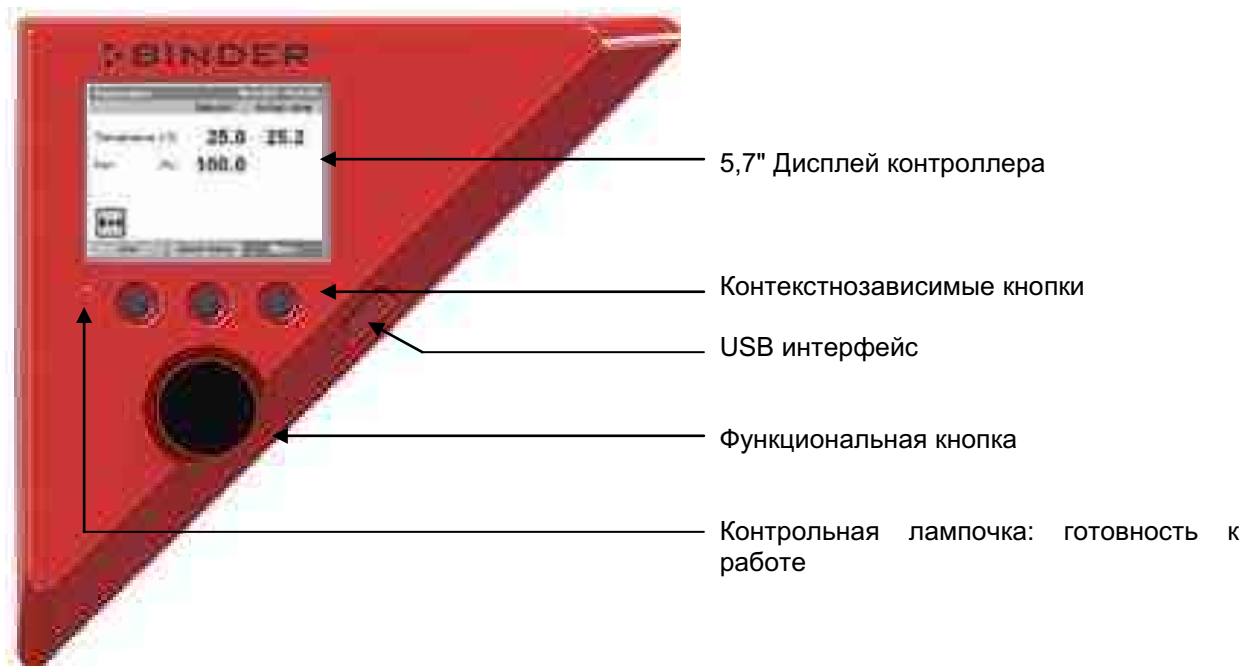 BINDER
25.0 25.2
100.0
5,7" Дисплей контроллера
Контекстнозависимые кнопки
USB интерфейс
Функциональная кнопка
Контрольная лампочка: готовность к
работе